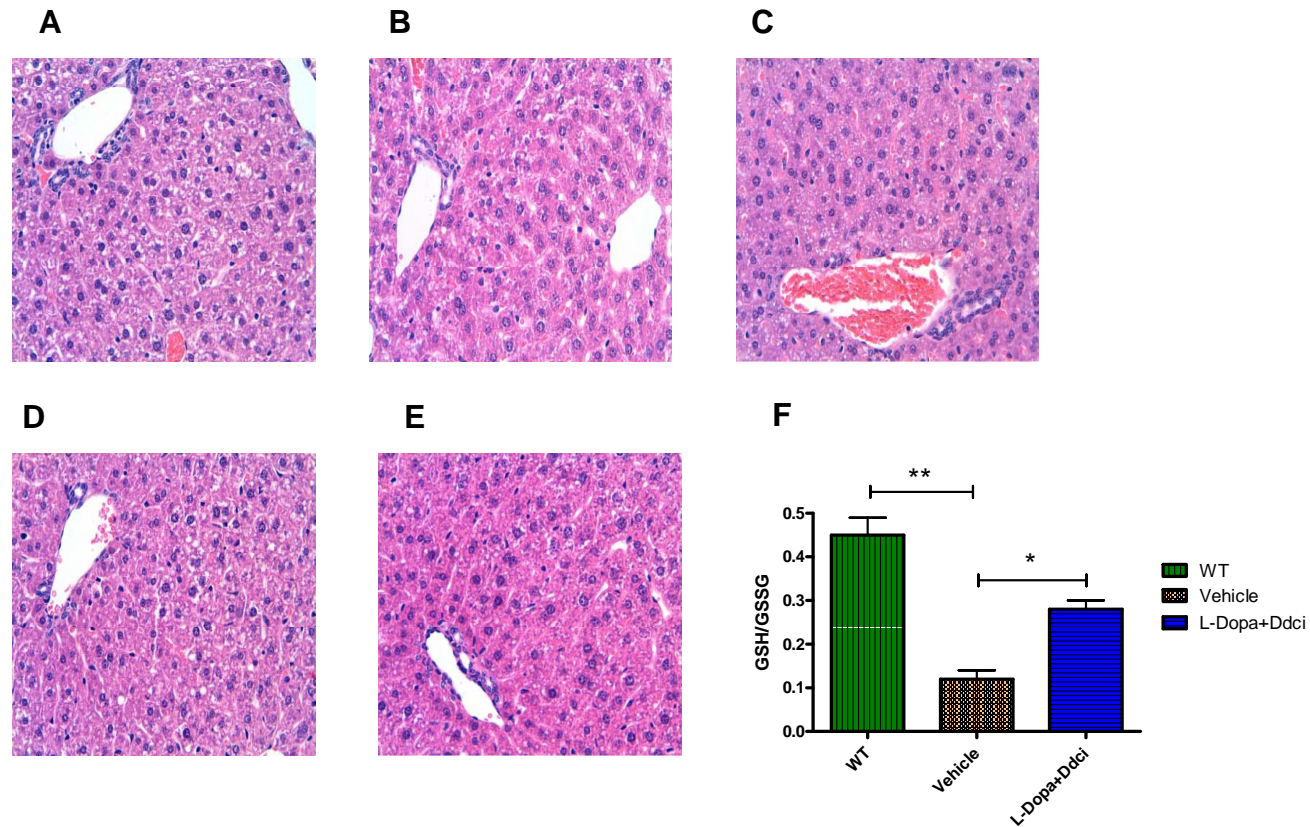 A
B
C
D
E
F
**
*
0.5
0.4
0.3
0.2
0.1
0.0
GSH/GSSG
WT
Vehicle
L-Dopa+Ddci
WT
Vehicle
L-Dopa+Ddci